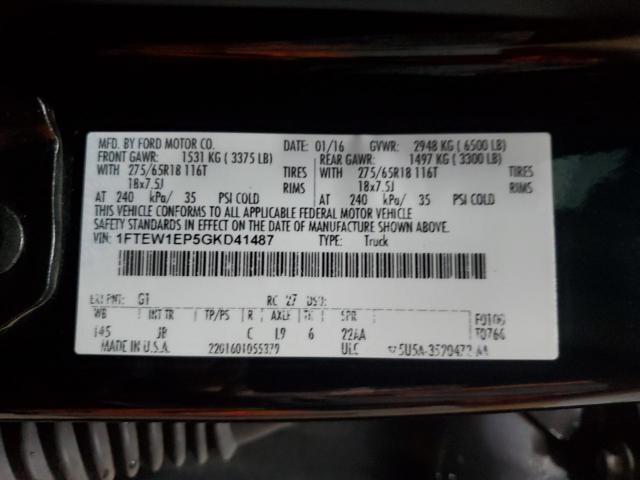 MFD. BY FORD MOTOR CO. DATE: 01/16 GVWR: 2948 KG ( 6500 LB)
FRONT GAWR: 1531 KG ( 3375 LB) REAR GAWR: 1497 KG ( 3300 LB)
WITH 275/65R18 116T TIRES WITH 275/65R18 116T TIRES
18x7.5J RIMS 18x7.5J RIMS
AT 240 kPa/ 35 PSI COLD AT 240 kPa/ 35 PSI COLD
THIS VEHICLE CONFORMS TO ALL APPLICABLE FEDERAL MOTOR VEHICLE
SAFETY STANDARDS IN EFFECT ON THE DATE OF MANUFACTURE SHOWN ABOVE.
VIN: 1FTEW1EP5GKD41487 TYPE: Truck
EXT PNT: G1 RC: 27 DSO:
WB INT TR TP/PS R AXLE TR SPR
145 C L9 6 22AA
MADE IN U.S.A. 2201601055379 ULC